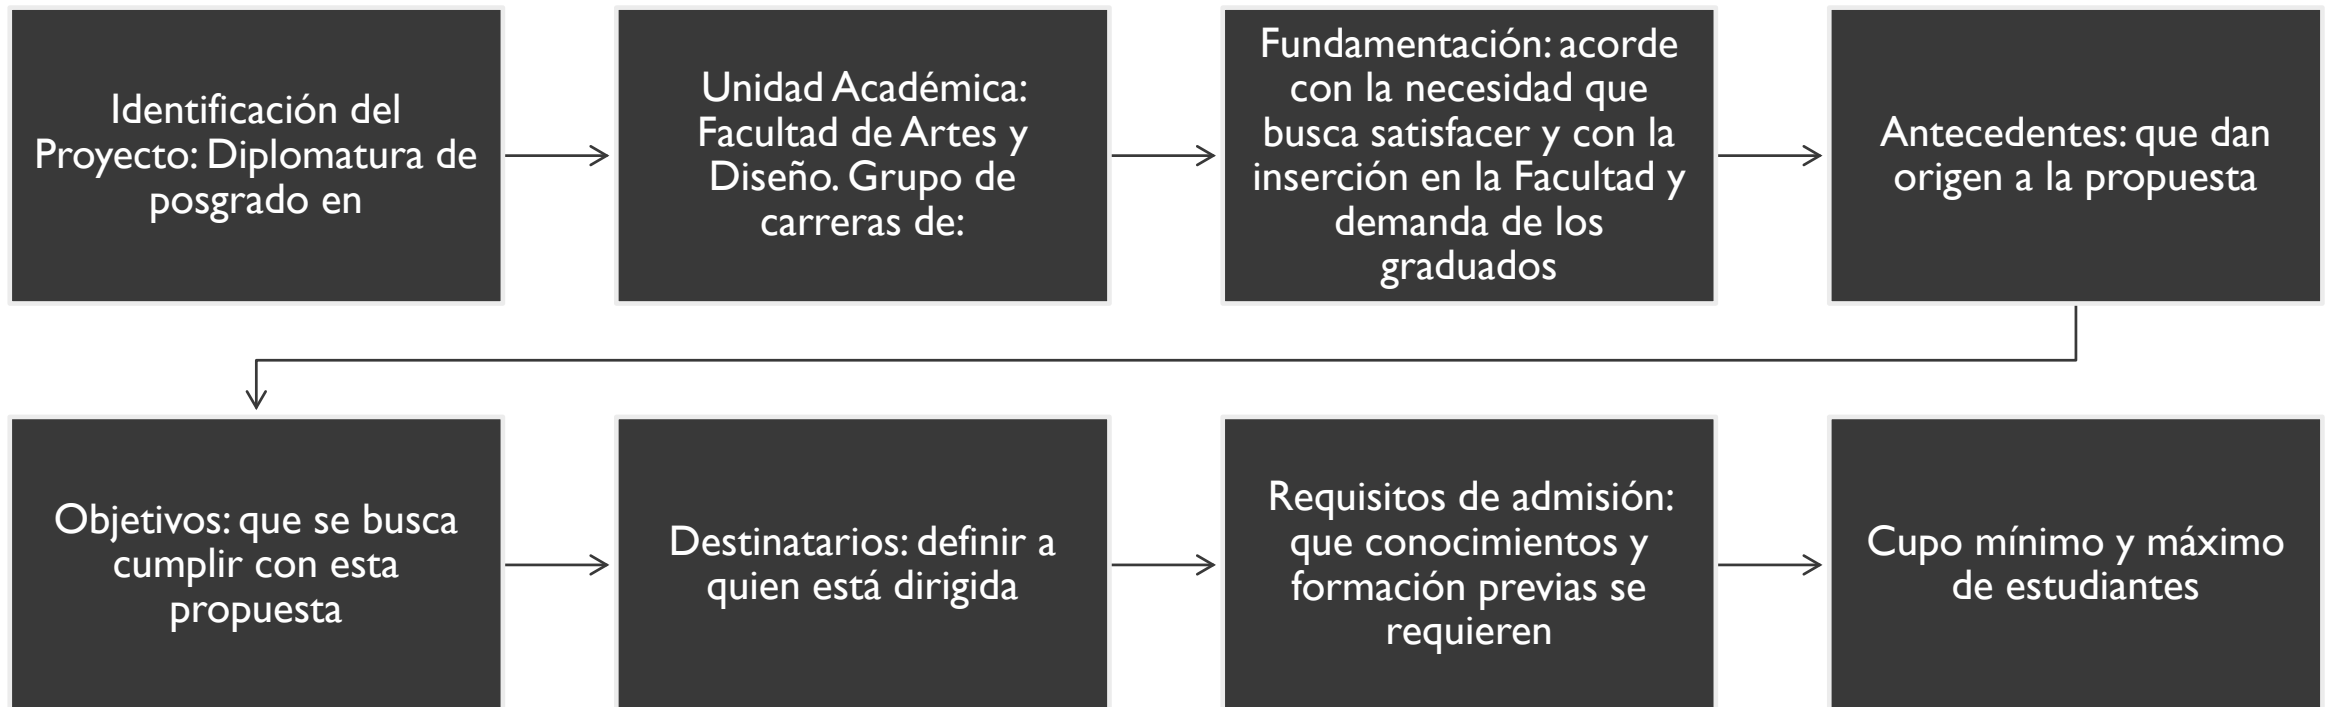 Identificación del
Proyecto: Diplomatura de
posgrado en
Unidad Académica:
Facultad de Artes y
Diseño. Grupo de
carreras de:
Fundamentación: acorde
con la necesidad que
busca satisfacer y con la
inserción en la Facultad y
demanda de los
graduados
Antecedentes: que dan
origen a la propuesta
Objetivos: que se busca
cumplir con esta
propuesta
Destinatarios: definir a
quien está dirigida
Requisitos de admisión:
que conocimientos y
formación previas se
requieren
Cupo mínimo y máximo
de estudiantes